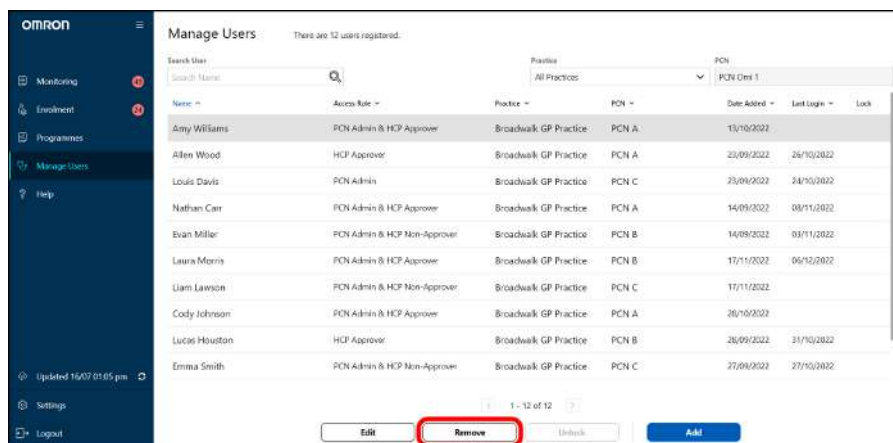 OMRON
Manage Users There are 12 users registered.
Search User Practice PCN
Search Name All Practices PCN Omi 1
Monitoring
Enrolment 24
Programmes
Manage Users
Help
Name Access Role Practice PCN Date Added Last Login Lock
Amy Williams PCN Admin & HCP Approver Broadwalk GP Practice PCN A 13/10/2022
Allen Wood HCP Approver Broadwalk GP Practice PCN A 23/09/2022 26/10/2022
Louis Davis PCN Admin Broadwalk GP Practice PCN C 23/09/2022 24/10/2022
Nathan Carr PCN Admin & HCP Approver Broadwalk GP Practice PCN A 14/09/2022 08/11/2022
Evan Miller PCN Admin & HCP Non-Approver Broadwalk GP Practice PCN B 14/09/2022 03/11/2022
Laura Morris PCN Admin & HCP Approver Broadwalk GP Practice PCN B 17/11/2022 06/12/2022
Liam Lawson PCN Admin & HCP Non-Approver Broadwalk GP Practice PCN C 17/11/2022
Cody Johnson PCN Admin & HCP Approver Broadwalk GP Practice PCN A 28/10/2022
Lucas Houston HCP Approver Broadwalk GP Practice PCN B 28/09/2022 31/10/2022
Emma Smith PCN Admin & HCP Non-Approver Broadwalk GP Practice PCN C 27/09/2022 27/10/2022
1 - 12 of 12
Updated 16/07 01:05 pm
Settings
Logout
Edit Remove Unlock Add